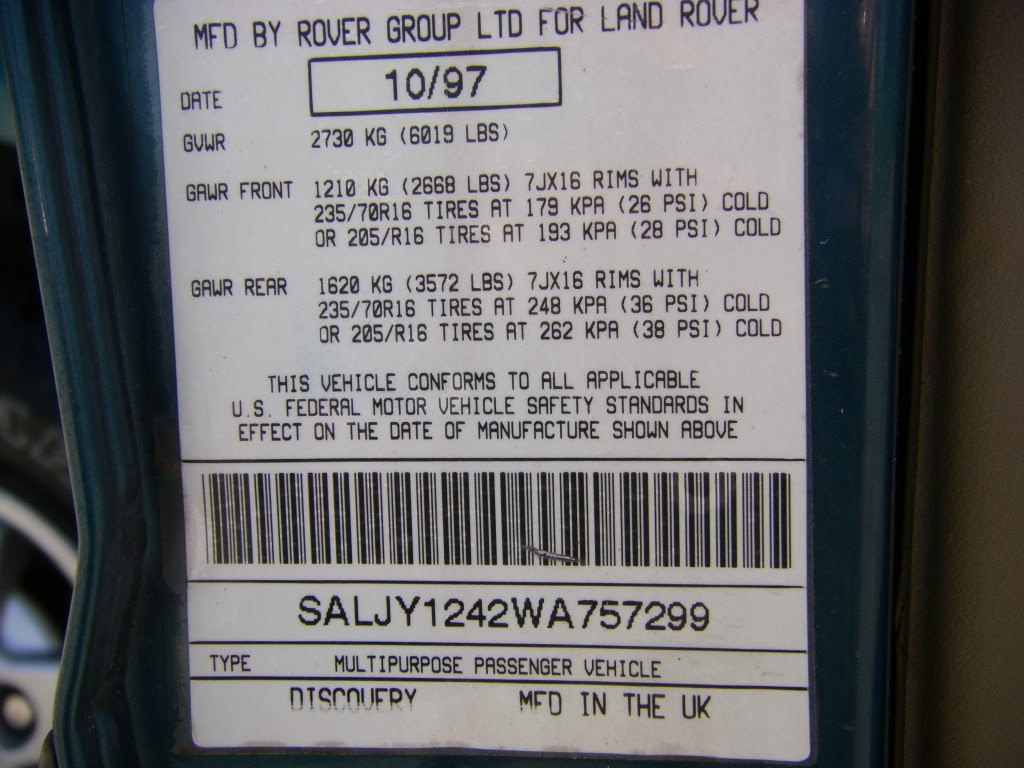 MFD BY ROVER GROUP LTD FOR LAND ROVER
DATE 10/97
GVWR 2730 KG (6019 LBS)
GAWR FRONT 1210 KG (2668 LBS) 7JX16 RIMS WITH
235/70R16 TIRES AT 179 KPA (26 PSI) COLD
OR 205/R16 TIRES AT 193 KPA (28 PSI) COLD
GAWR REAR 1620 KG (3572 LBS) 7JX16 RIMS WITH
235/70R16 TIRES AT 248 KPA (36 PSI) COLD
OR 205/R16 TIRES AT 262 KPA (38 PSI) COLD
THIS VEHICLE CONFORMS TO ALL APPLICABLE
U.S. FEDERAL MOTOR VEHICLE SAFETY STANDARDS IN
EFFECT ON THE DATE OF MANUFACTURE SHOWN ABOVE
SALJY1242WA757299
TYPE MULTIPURPOSE PASSENGER VEHICLE
DISCOVERY MFD IN THE UK